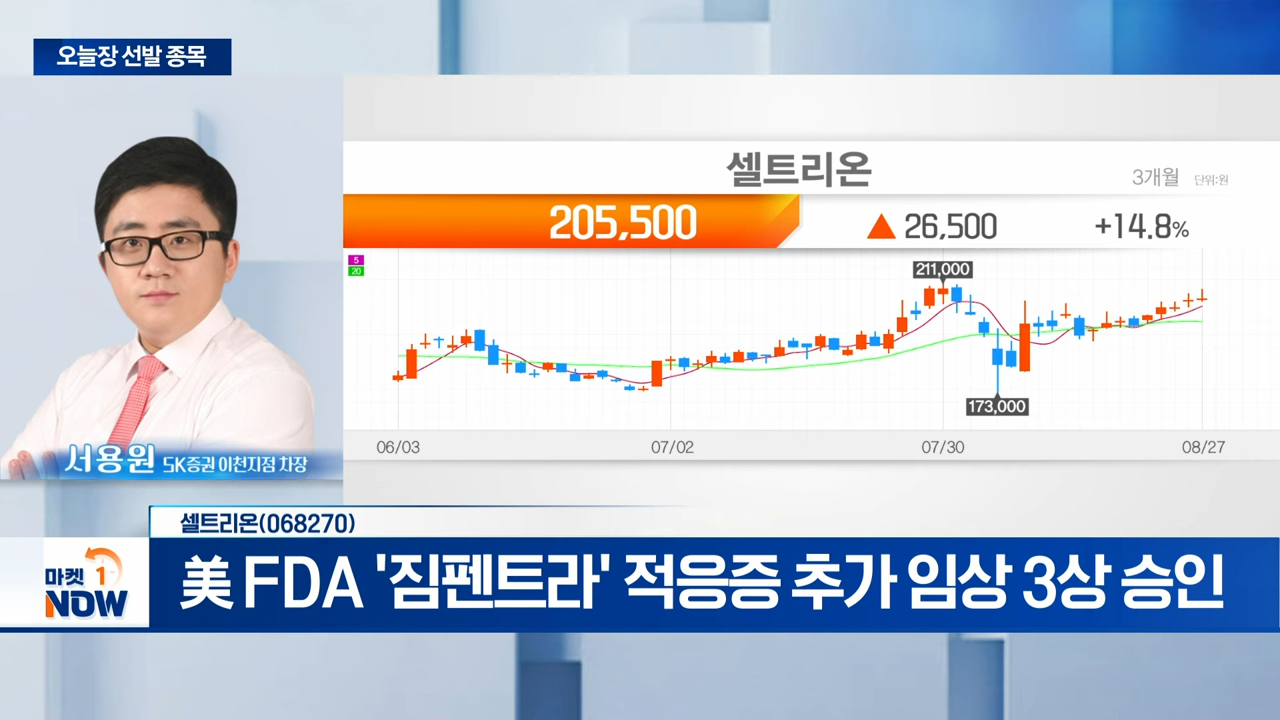 오늘장 선발 종목
셀트리온
3개월 단위:원
205,500 ▲ 26,500 +14.8%
5
20
211,000
173,000
06/03 07/02 07/30 08/27
서용원 SK증권 이천지점 차장
셀트리온(068270)
마켓 1
NOW
美 FDA '짐펜트라' 적응증 추가 임상 3상 승인